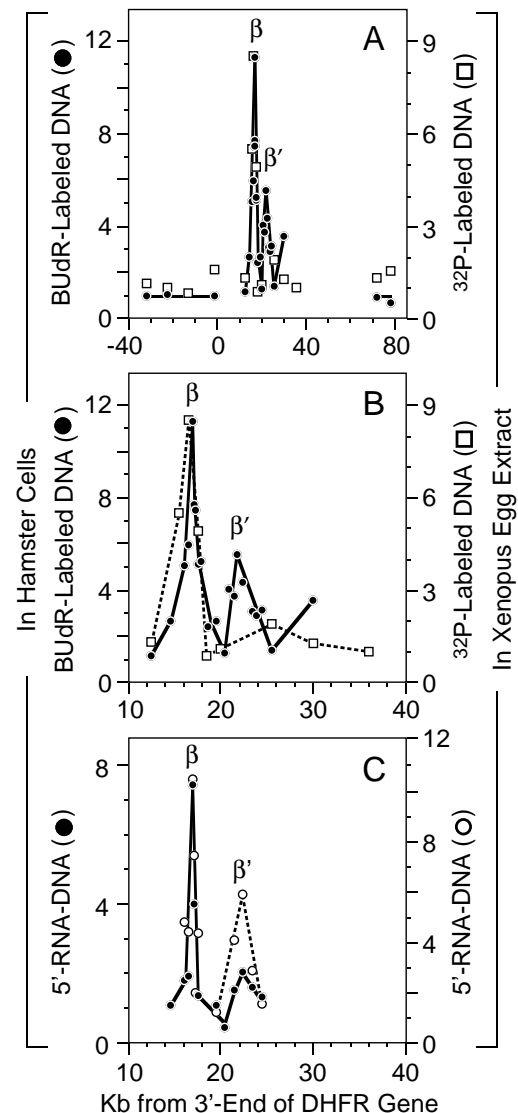 In Hamster Cells
In Xenopus Egg Extract
A
β
β'
BUdR-Labeled DNA (●)
32P-Labeled DNA (□)
12
8
4
0
9
6
3
0
-40 0 40 80
B
β
β'
BUdR-Labeled DNA (●)
32P-Labeled DNA (□)
12
8
4
0
9
6
3
0
10 20 30 40
C
β
β'
5'-RNA-DNA (●)
5'-RNA-DNA (○)
8
4
0
12
8
4
0
0 20 30 40
Kb from 3'-End of DHFR Gene